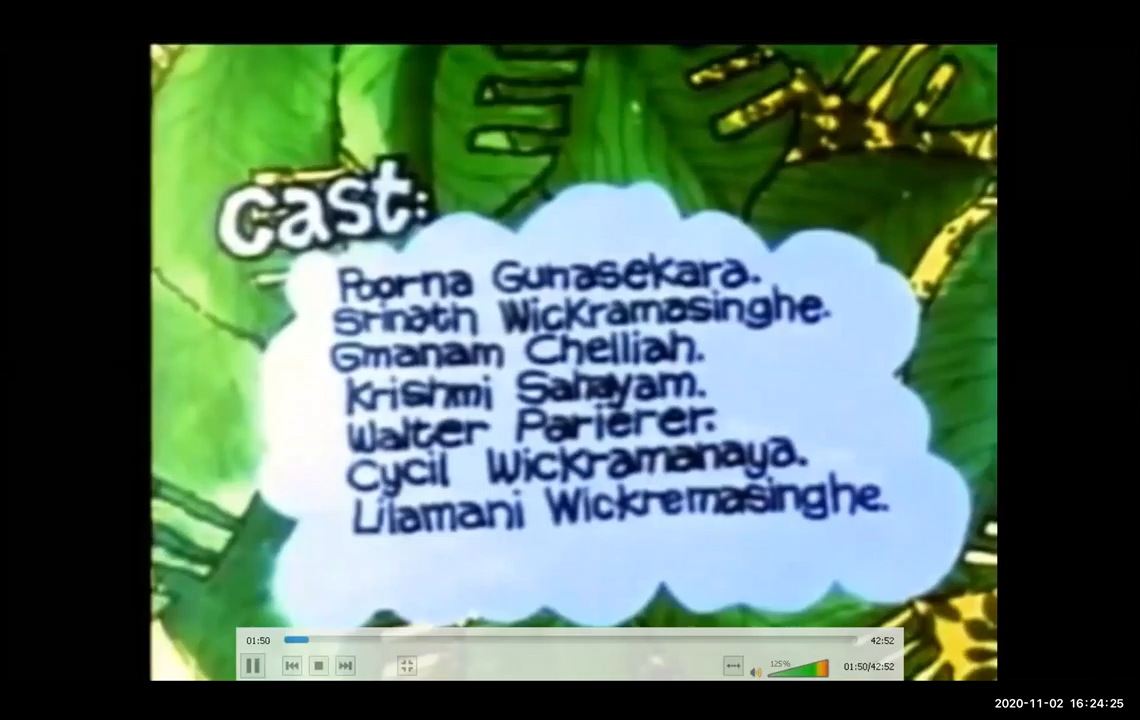 Cast:
Poorna Gunasekara.
Srinath Wickramasinghe.
Gmanam Chelliah.
Krishmi Sahayam.
Walter Parierer.
Cycil Wickramanaya.
Lilamani Wickremasinghe.
01:50
42:52
125%
01:50/42:52
2020-11-02 16:24:25